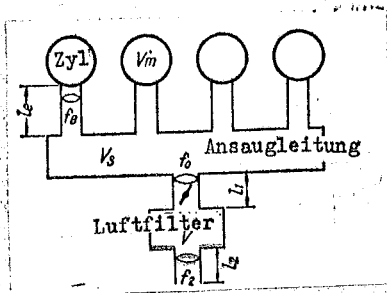 Zyl
Vm
le
fe
Vs
Ansaugleitung
fo
l1
Luftfilter
V
f2
l2